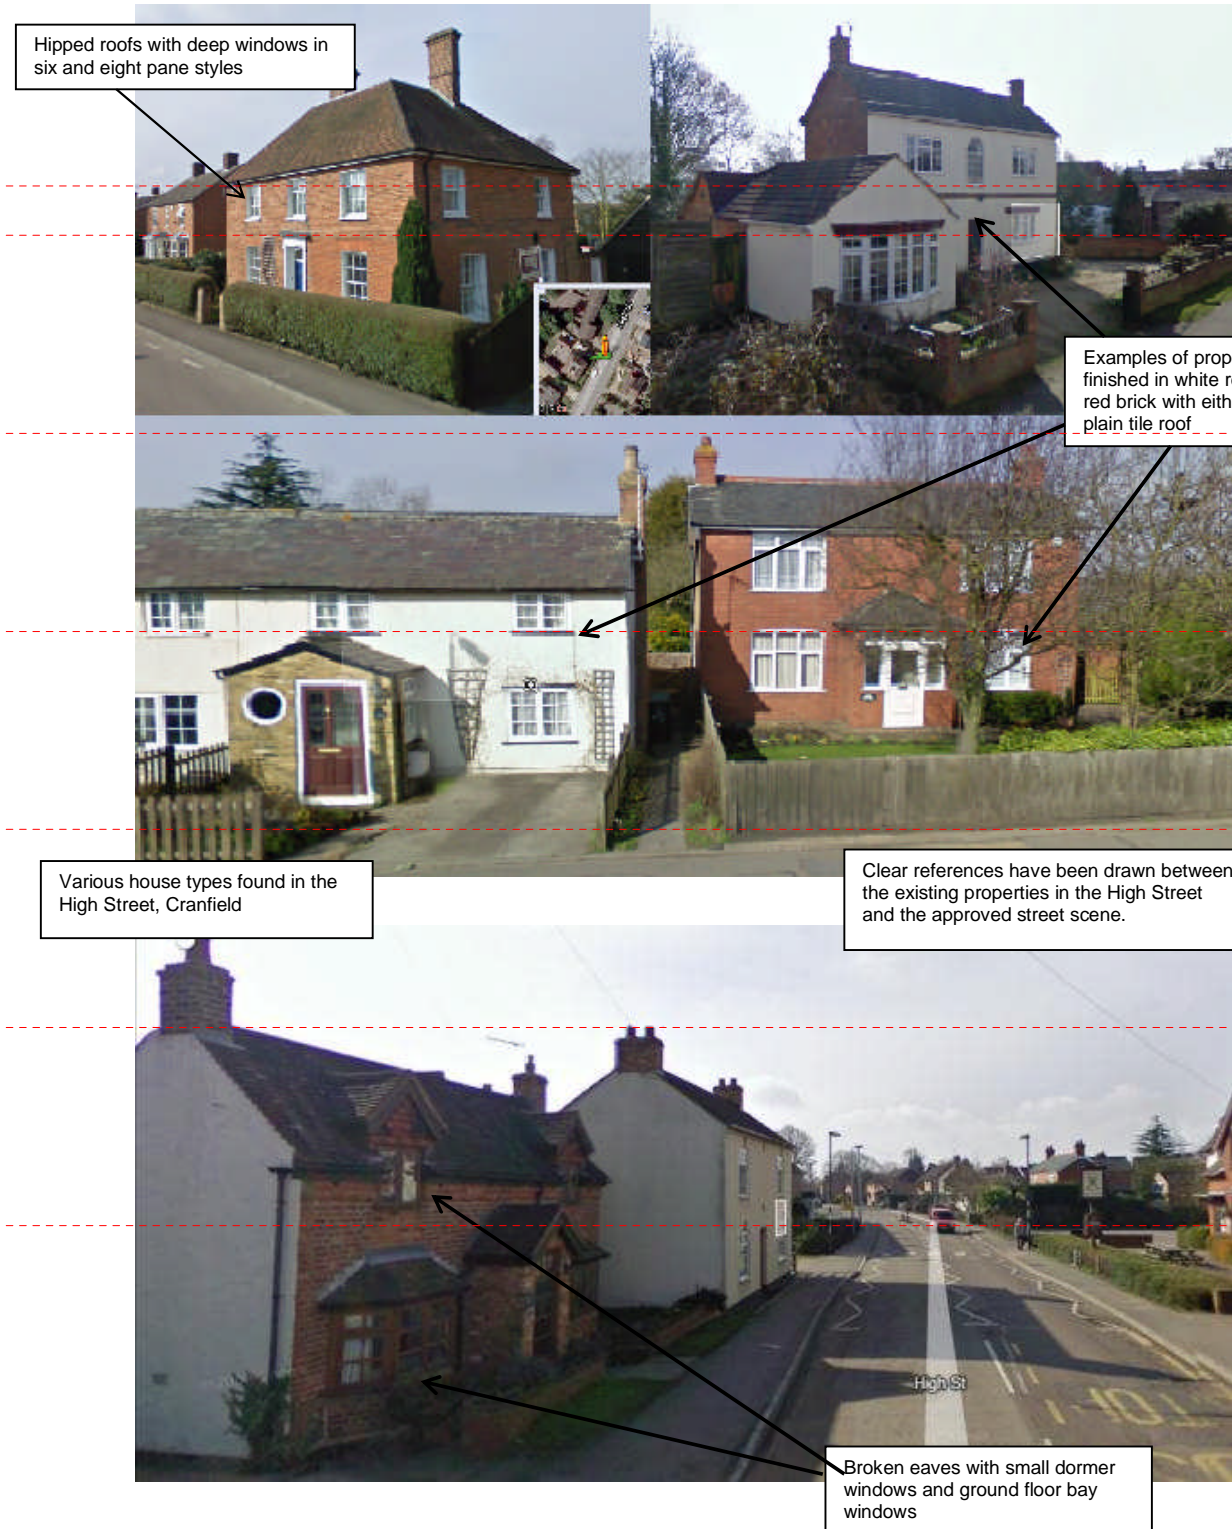 Hipped roofs with deep windows in
six and eight pane styles
Examples of prop
finished in white r
red brick with eith
plain tile roof
Various house types found in the
High Street, Cranfield
Clear references have been drawn between
the existing properties in the High Street
and the approved street scene.
High St
Broken eaves with small dormer
windows and ground floor bay
windows